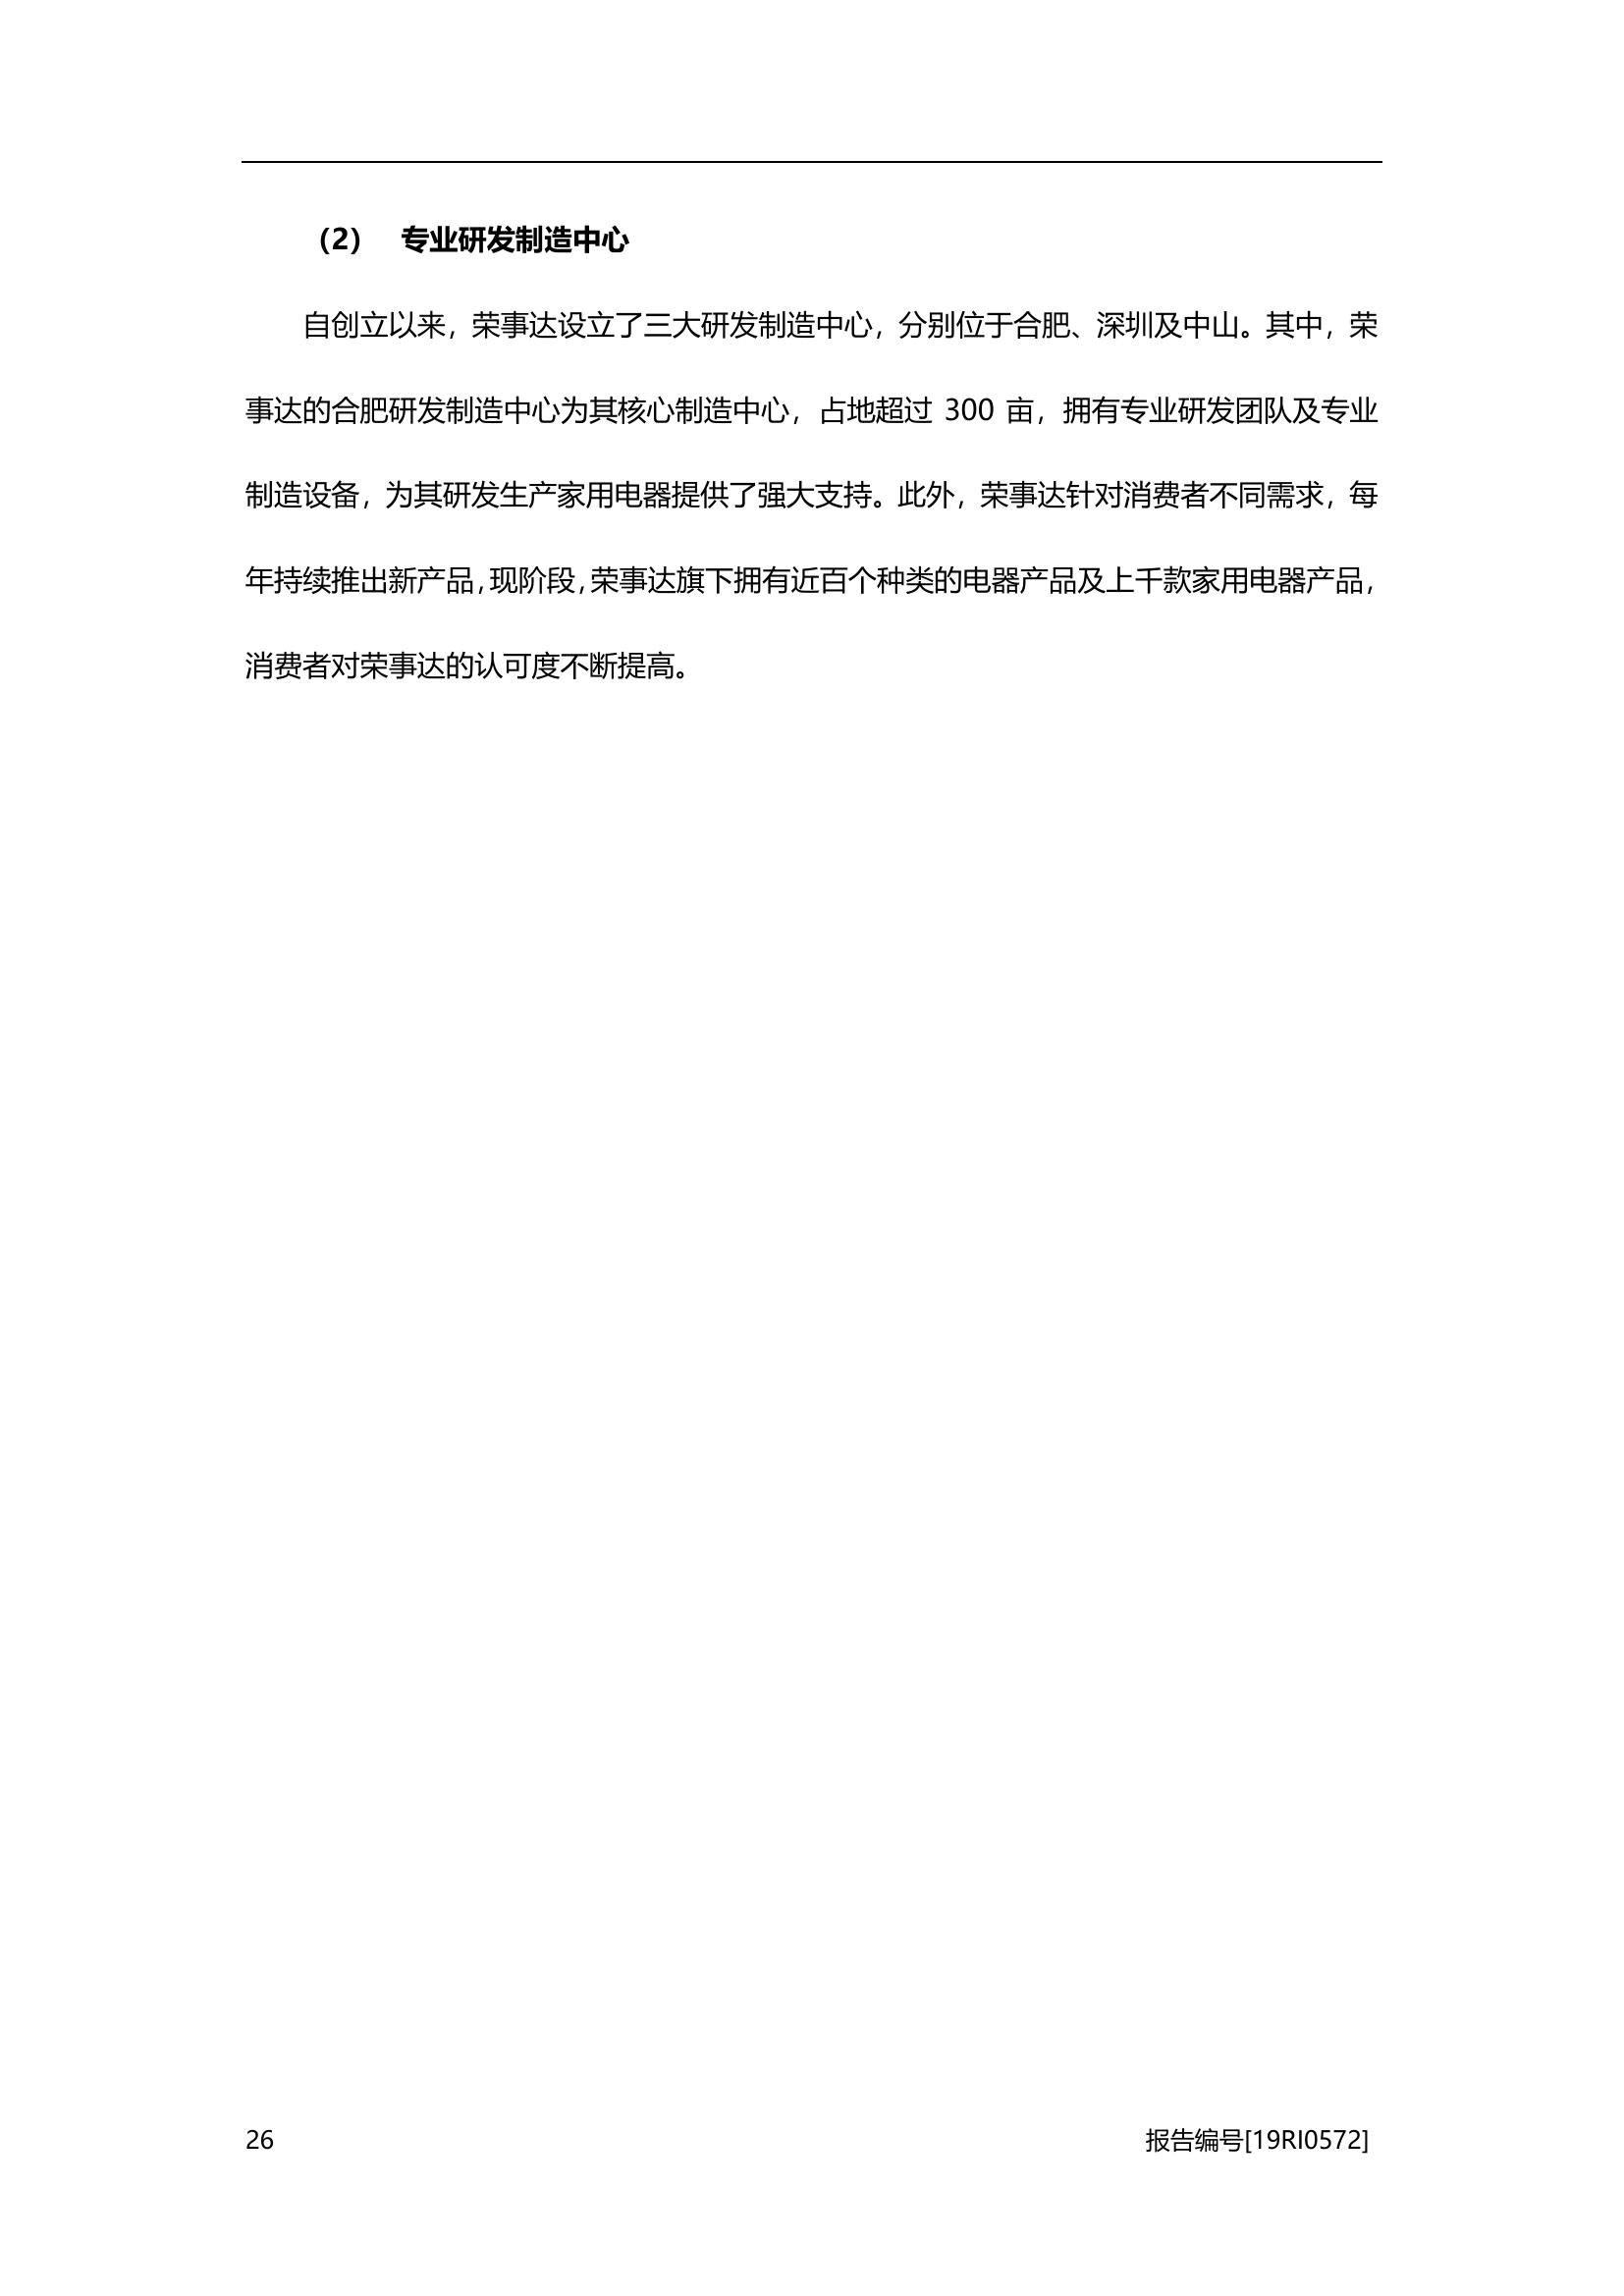 （2） 专业研发制造中心
自创立以来，荣事达设立了三大研发制造中心，分别位于合肥、深圳及中山。其中，荣
事达的合肥研发制造中心为其核心制造中心，占地超过 300 亩，拥有专业研发团队及专业
制造设备，为其研发生产家用电器提供了强大支持。此外，荣事达针对消费者不同需求，每
年持续推出新产品，现阶段，荣事达旗下拥有近百个种类的电器产品及上千款家用电器产品，
消费者对荣事达的认可度不断提高。
26 报告编号[19RI0572]